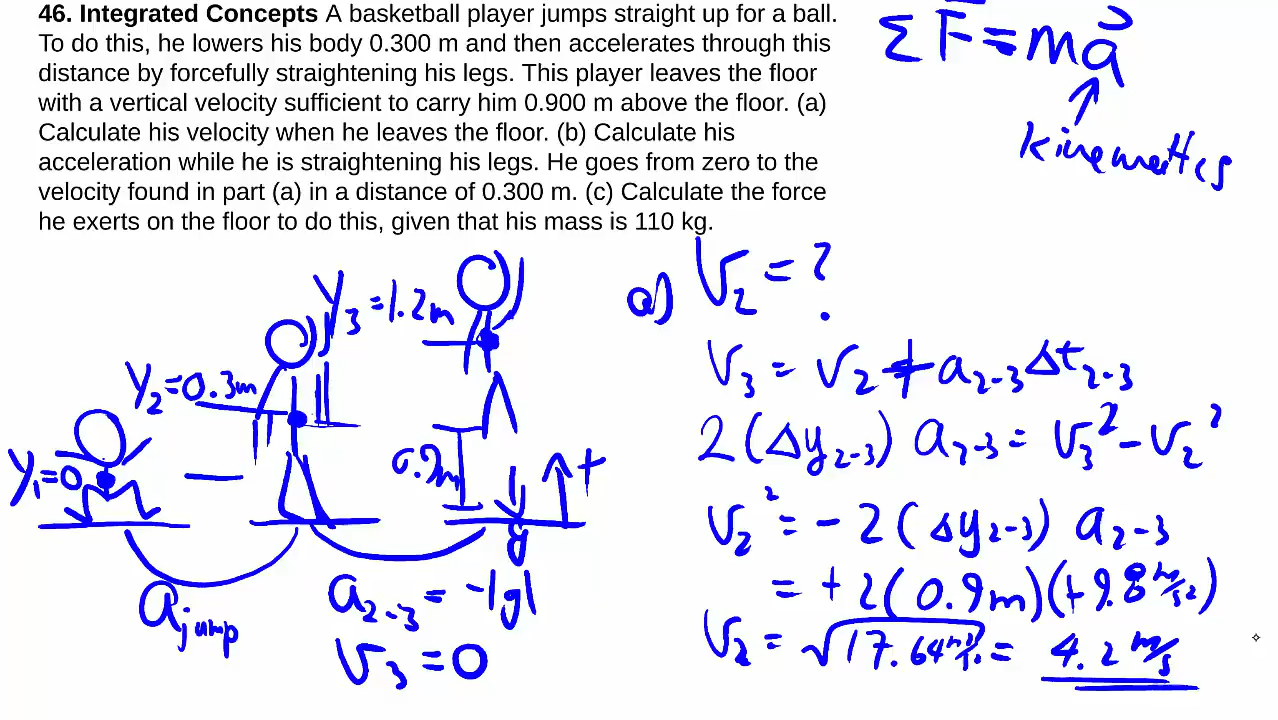 46. Integrated Concepts A basketball player jumps straight up for a ball.
To do this, he lowers his body 0.300 m and then accelerates through this
distance by forcefully straightening his legs. This player leaves the floor
with a vertical velocity sufficient to carry him 0.900 m above the floor. (a)
Calculate his velocity when he leaves the floor. (b) Calculate his
acceleration while he is straightening his legs. He goes from zero to the
velocity found in part (a) in a distance of 0.300 m. (c) Calculate the force
he exerts on the floor to do this, given that his mass is 110 kg.
Σ F = ma⃗
kinematics
y₁=0
y₂=0.3m
y₃=1.2m
0.9m
+
g
a jump
a₂₋₃ = -|g|
v₃ = 0
a) v₂ = ?
v₃ = v₂ + a₂₋₃ Δt₂₋₃
2(Δy₂₋₃) a₂₋₃ = v₃² - v₂²
v₂² = -2(Δy₂₋₃) a₂₋₃
= +2(0.9m)(+9.8 m/s²)
v₂ = √17.64 m²/s² = 4.2 m/s